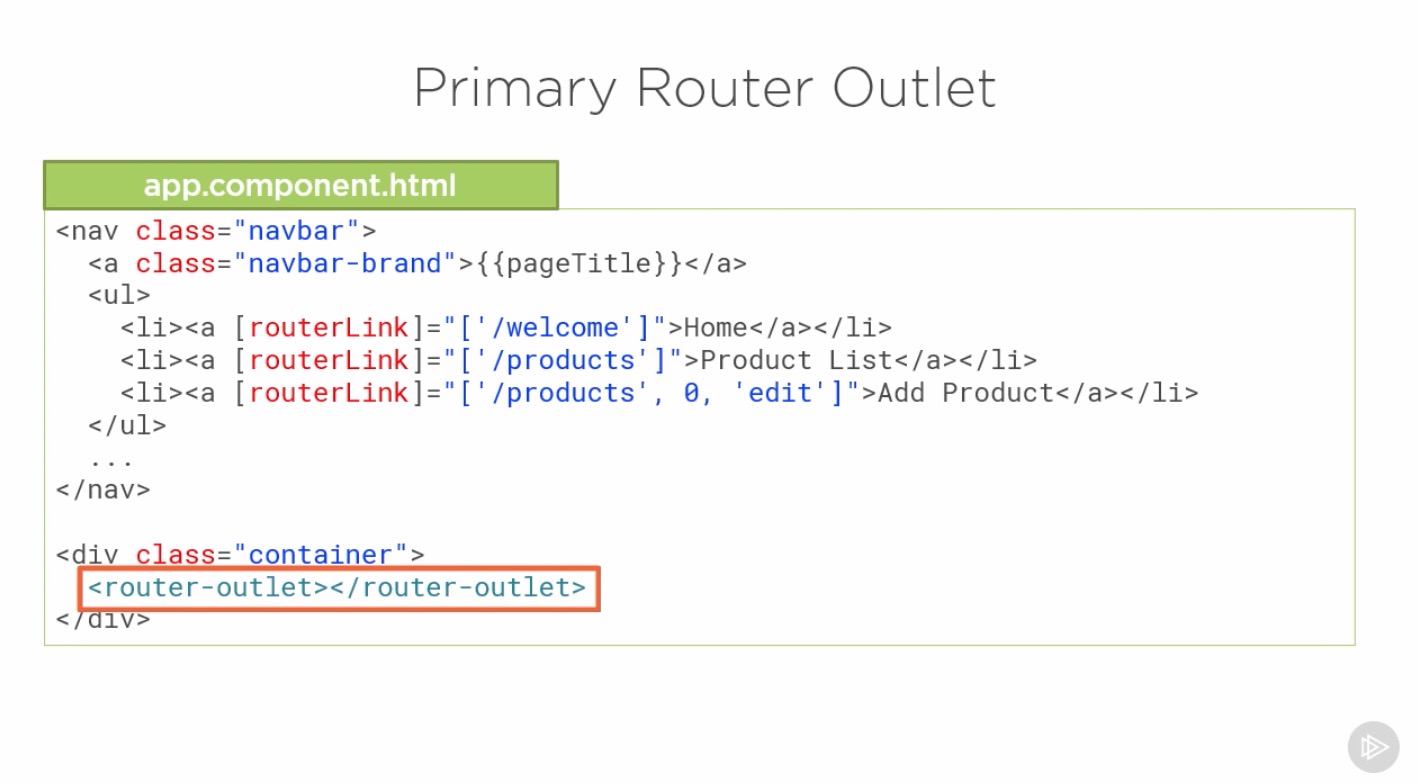 Primary Router Outlet
app.component.html
<nav class="navbar">
  <a class="navbar-brand">{{pageTitle}}</a>
  <ul>
    <li><a [routerLink]="['/welcome']">Home</a></li>
    <li><a [routerLink]="['/products']">Product List</a></li>
    <li><a [routerLink]="['/products', 0, 'edit']">Add Product</a></li>
  </ul>
  ...
</nav>
<div class="container">
  <router-outlet></router-outlet>
</div>